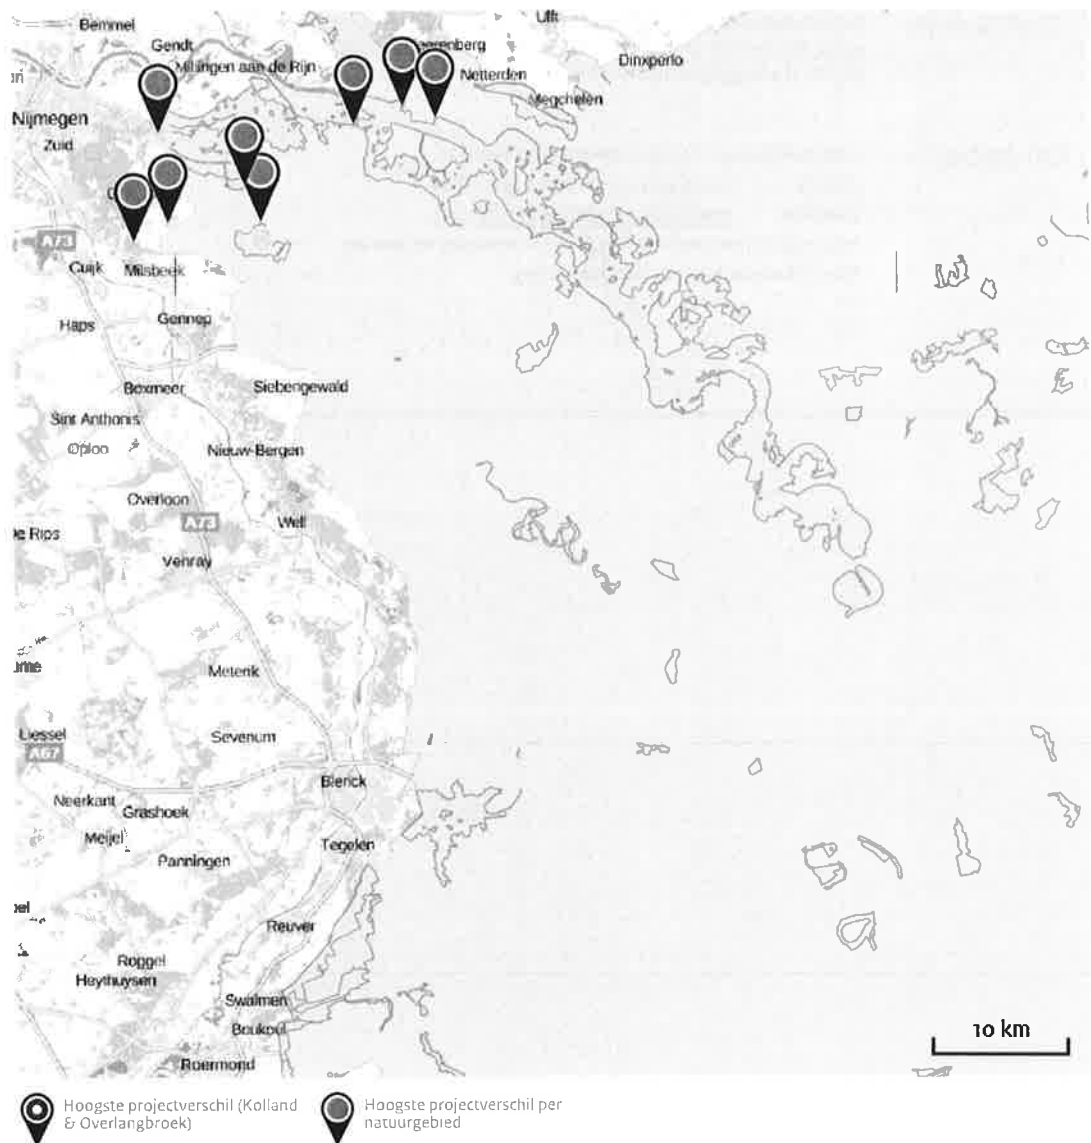 Bemmel
Ulft
Gendt
Millingen aan de Rijn
Dinxperlo
Netterden
Megchelen
Nijmegen
Zuid
A73
Cuijk
Milsbeek
Haps
Gennep
Boxmeer
Siebengewald
Sint Anthonis
Oploo
Nieuw-Bergen
Overloon
A73
Well
De Rips
Venray
Meterik
Liessel
A67
Sevenum
Blerick
Neerkant
Grashoek
Meijel
Tegelen
Panningen
Reuver
Roggel
Heythuysen
Swalmen
Boukoul
10 km
Roermond
Hoogste projectverschil (Kolland
& Overlangbroek)
Hoogste projectverschil per
natuurgebied